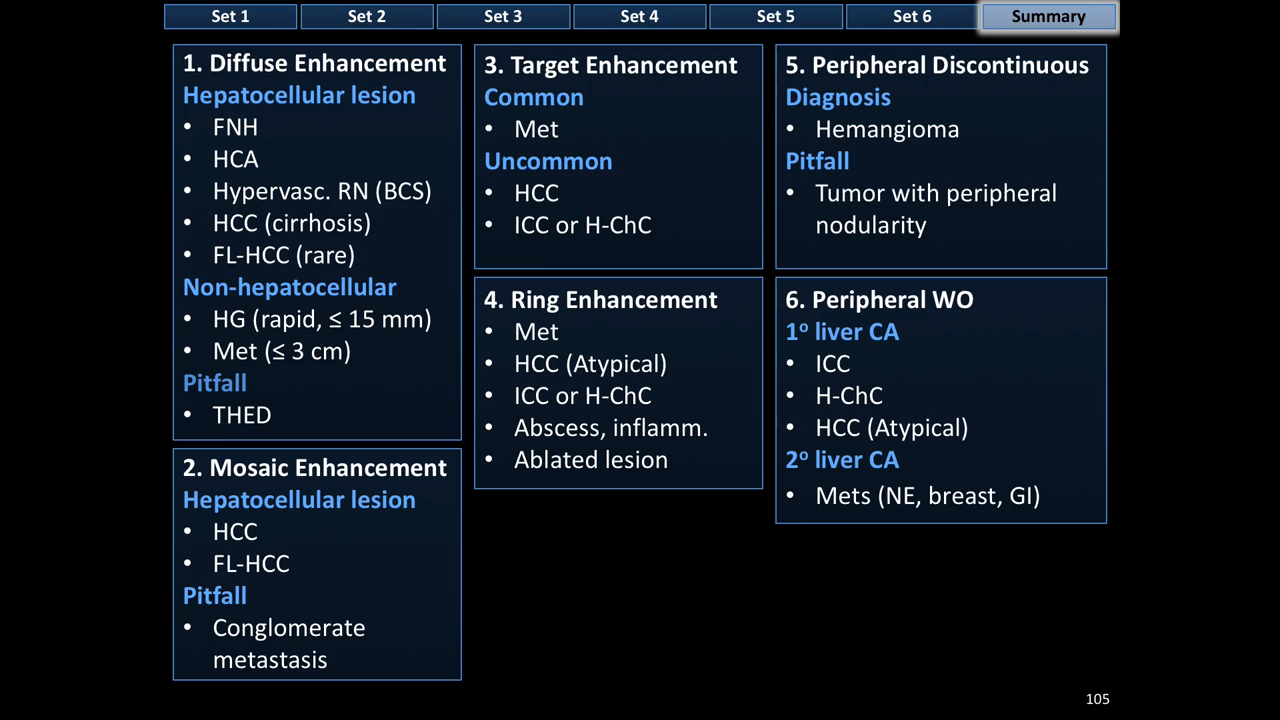 Set 1
Set 2
Set 3
Set 4
Set 5
Set 6
Summary
1. Diffuse Enhancement
Hepatocellular lesion
• FNH
• HCA
• Hypervasc. RN (BCS)
• HCC (cirrhosis)
• FL-HCC (rare)
Non-hepatocellular
• HG (rapid, ≤ 15 mm)
• Met (≤ 3 cm)
Pitfall
• THED
2. Mosaic Enhancement
Hepatocellular lesion
• HCC
• FL-HCC
Pitfall
• Conglomerate
metastasis
3. Target Enhancement
Common
• Met
Uncommon
• HCC
• ICC or H-ChC
4. Ring Enhancement
• Met
• HCC (Atypical)
• ICC or H-ChC
• Abscess, inflamm.
• Ablated lesion
5. Peripheral Discontinuous
Diagnosis
• Hemangioma
Pitfall
• Tumor with peripheral
nodularity
6. Peripheral WO
1º liver CA
• ICC
• H-ChC
• HCC (Atypical)
2º liver CA
• Mets (NE, breast, GI)
105